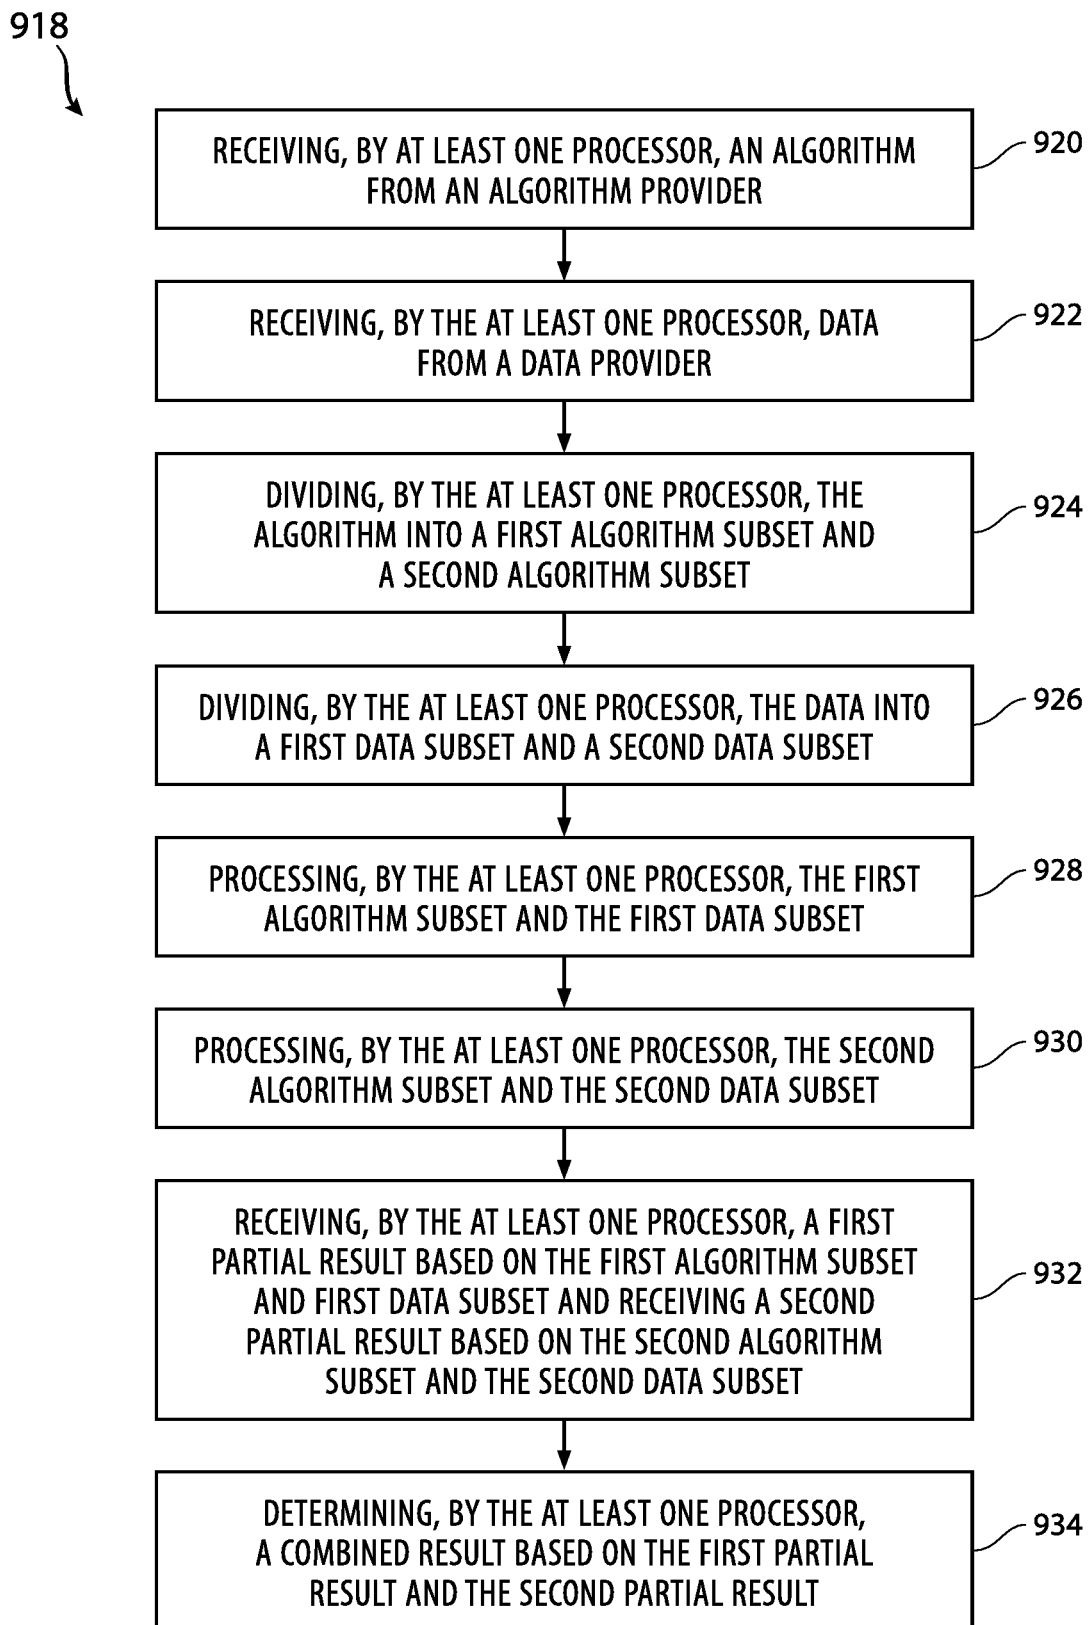 918
RECEIVING, BY AT LEAST ONE PROCESSOR, AN ALGORITHM
FROM AN ALGORITHM PROVIDER
920
RECEIVING, BY THE AT LEAST ONE PROCESSOR, DATA
FROM A DATA PROVIDER
922
DIVIDING, BY THE AT LEAST ONE PROCESSOR, THE
ALGORITHM INTO A FIRST ALGORITHM SUBSET AND
A SECOND ALGORITHM SUBSET
924
DIVIDING, BY THE AT LEAST ONE PROCESSOR, THE DATA INTO
A FIRST DATA SUBSET AND A SECOND DATA SUBSET
926
PROCESSING, BY THE AT LEAST ONE PROCESSOR, THE FIRST
ALGORITHM SUBSET AND THE FIRST DATA SUBSET
928
PROCESSING, BY THE AT LEAST ONE PROCESSOR, THE SECOND
ALGORITHM SUBSET AND THE SECOND DATA SUBSET
930
RECEIVING, BY THE AT LEAST ONE PROCESSOR, A FIRST
PARTIAL RESULT BASED ON THE FIRST ALGORITHM SUBSET
AND FIRST DATA SUBSET AND RECEIVING A SECOND
PARTIAL RESULT BASED ON THE SECOND ALGORITHM
SUBSET AND THE SECOND DATA SUBSET
932
DETERMINING, BY THE AT LEAST ONE PROCESSOR,
A COMBINED RESULT BASED ON THE FIRST PARTIAL
RESULT AND THE SECOND PARTIAL RESULT
934